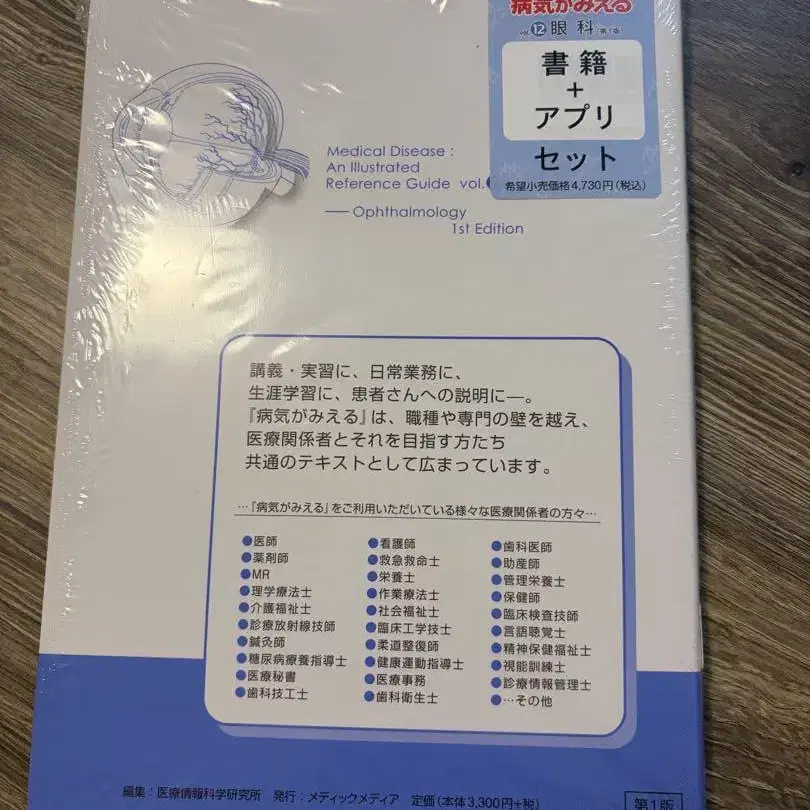 病気がみえる
vol.12 眼科 (第1版)
書籍
+
アプリ
セット
希望小売価格4,730円(税込)
Medical Disease :
An Illustrated
Reference Guide vol.
— Ophthalmology
1st Edition
講義・実習に、日常業務に、
生涯学習に、患者さんへの説明に―。
『病気がみえる』は、職種や専門の壁を越え、
医療関係者とそれを目指す方たち
共通のテキストとして広まっています。
…『病気がみえる』をご利用いただいている様々な医療関係者の方々…
●医師 ●看護師 ●歯科医師
●薬剤師 ●救急救命士 ●助産師
●MR ●栄養士 ●管理栄養士
●理学療法士 ●作業療法士 ●保健師
●介護福祉士 ●社会福祉士 ●臨床検査技師
●診療放射線技師 ●臨床工学技士 ●言語聴覚士
●鍼灸師 ●柔道整復師 ●精神保健福祉士
●糖尿病療養指導士 ●健康運動指導士 ●視能訓練士
●医療秘書 ●医療事務 ●診療情報管理士
●歯科技工士 ●歯科衛生士 ●…その他
編集:医療情報科学研究所 発行:メディックメディア 定価(本体3,300円+税)
第1版